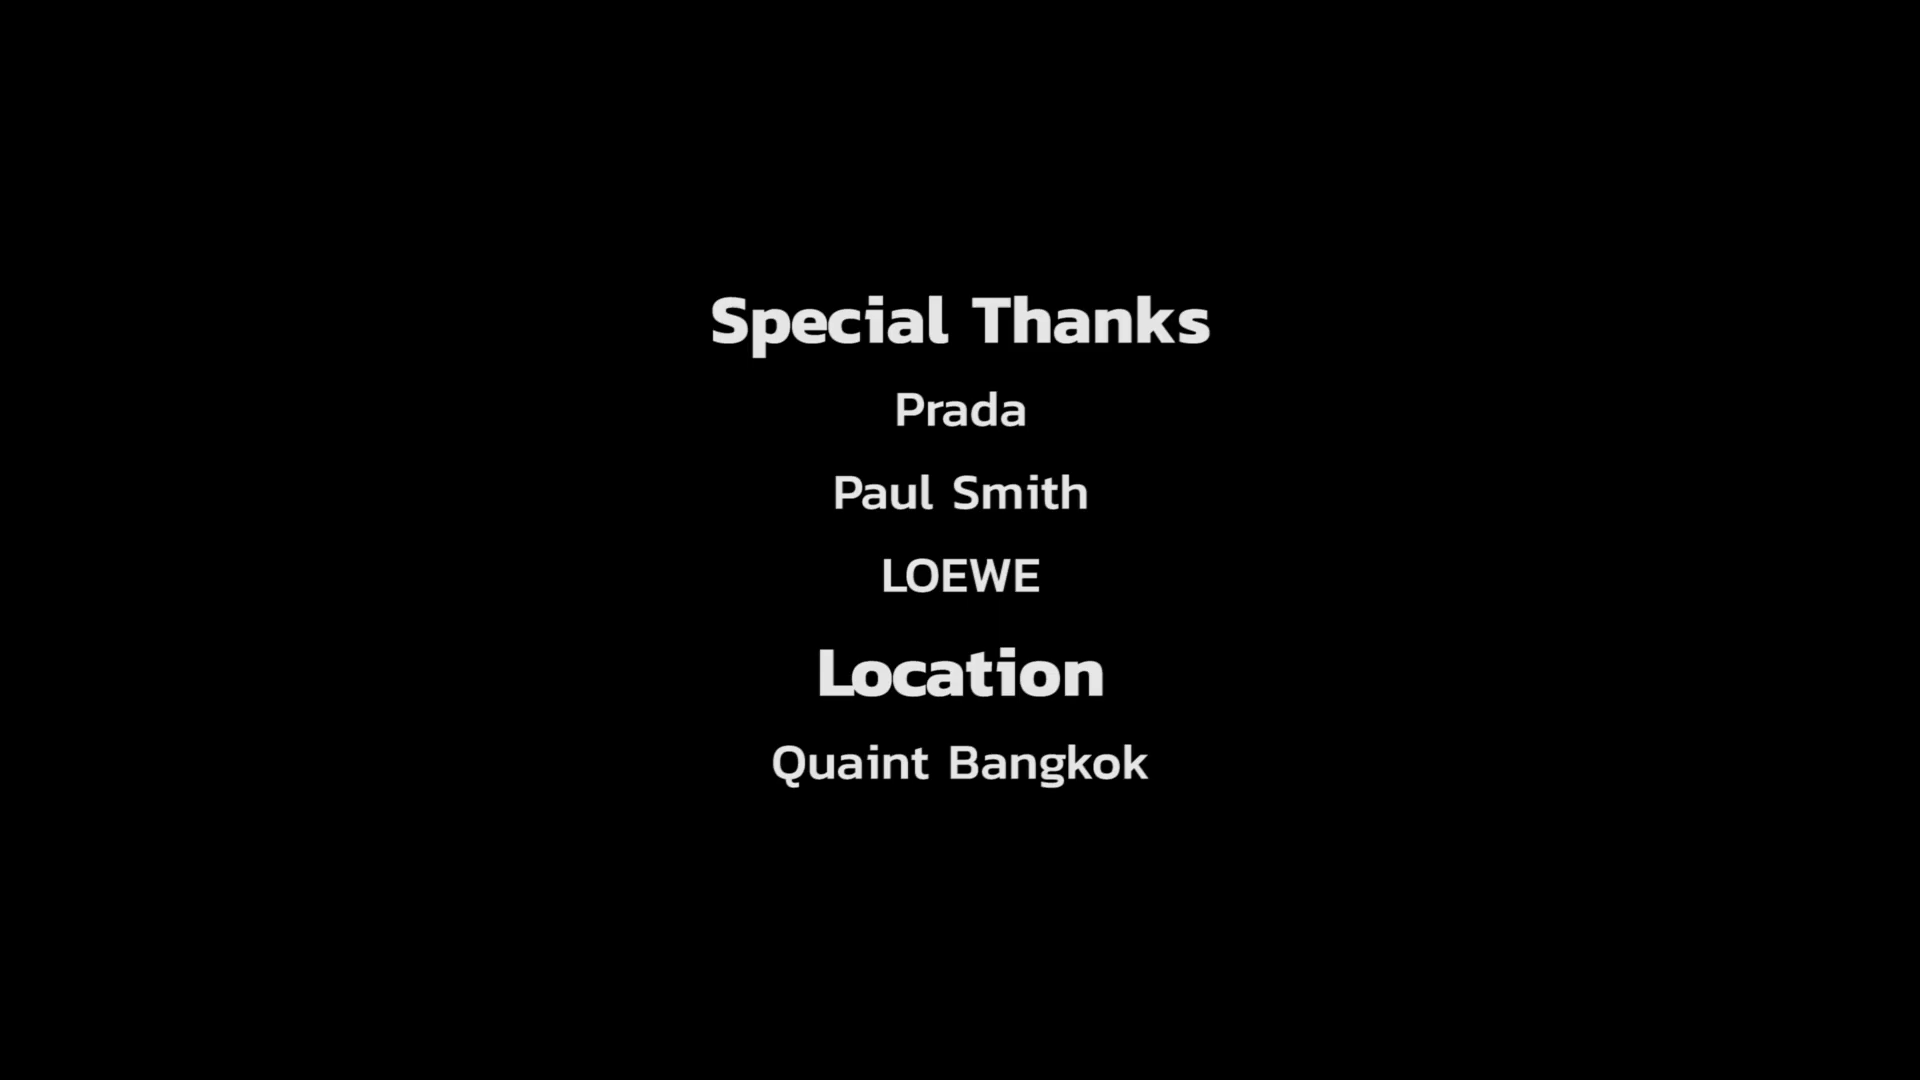 Special Thanks
Prada
Paul Smith
LOEWE
Location
Quaint Bangkok